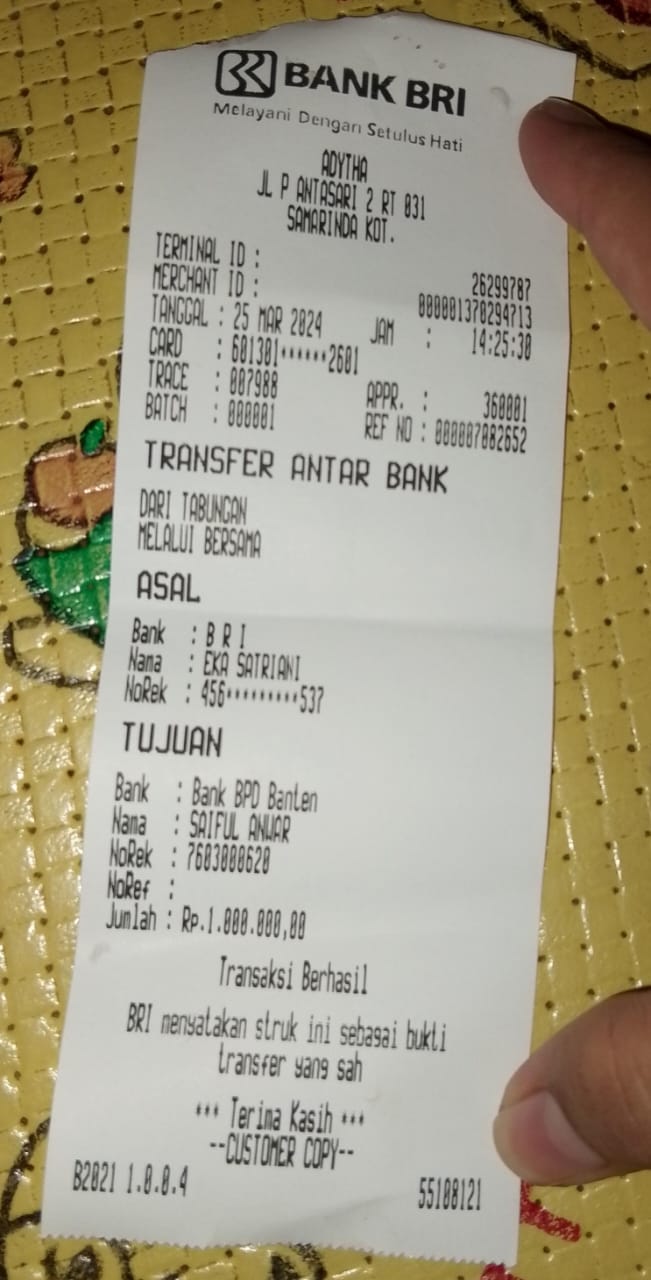 BANK BRI
Melayani Dengan Setulus Hati
ADYTHA
JL P ANTASARI 2 RT 031
SAMARINDA KOT.
TERMINAL ID : 26299787
MERCHANT ID : 000001370294713
TANGGAL : 25 MAR 2024 JAM : 14:25:30
CARD : 601301******2601
TRACE : 007988 APPR. : 360001
BATCH : 000001 REF NO : 000007082652
TRANSFER ANTAR BANK
DARI TABUNGAN
MELALUI BERSAMA
ASAL
Bank : B R I
Nama : EKA SATRIANI
NoRek : 456*********537
TUJUAN
Bank : Bank BPD Banten
Nama : SAIFUL ANWAR
NoRek : 7603000620
NoRef :
Jumlah : Rp.1.000.000,00
Transaksi Berhasil
BRI menyatakan struk ini sebagai bukti
transfer yang sah
*** Terima Kasih ***
--CUSTOMER COPY--
B2021 1.0.0.4 55108121